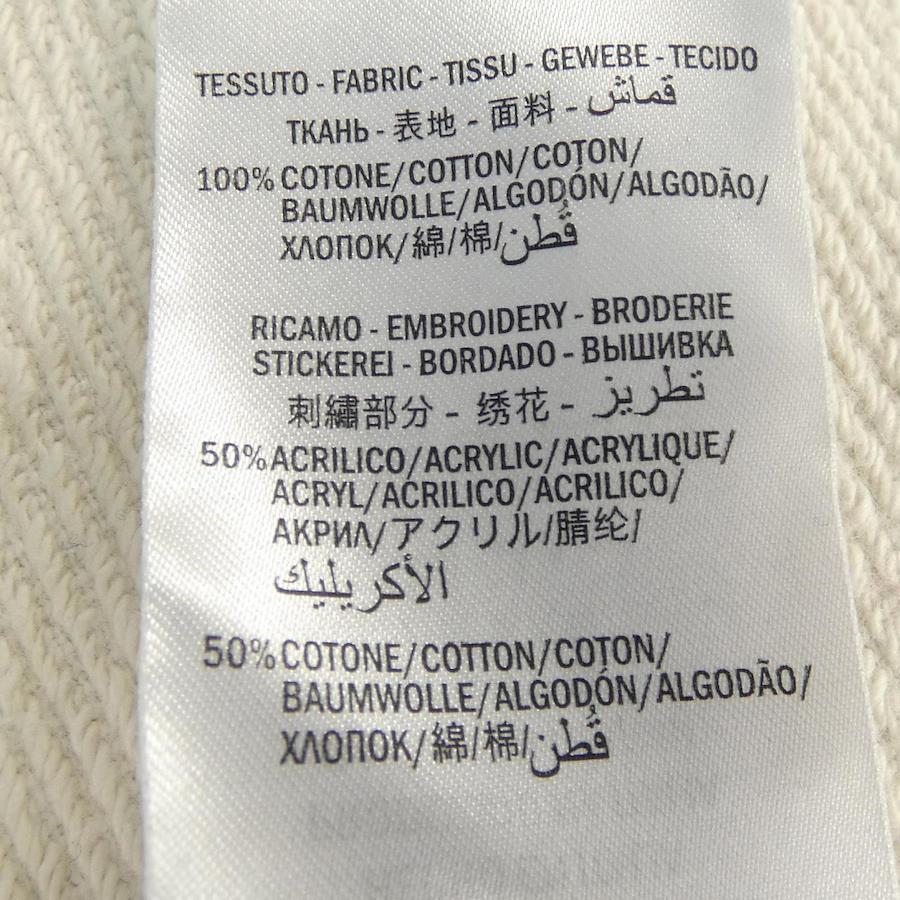 TESSUTO - FABRIC - TISSU - GEWEBE - TECIDO
ТКАНЬ - 表地 - 面料 - قماش
100% COTONE/COTTON/COTON/
BAUMWOLLE/ALGODÓN/ALGODÃO/
ХЛОПОК/綿/棉/قُطن
RICAMO - EMBROIDERY - BRODERIE
STICKEREI - BORDADO - ВЫШИВКА
刺繍部分 - 绣花 - تطريز
50% ACRILICO/ACRYLIC/ACRYLIQUE/
ACRYL/ACRILICO/ACRILICO/
АКРИЛ/アクリル/腈纶/
الأكريليك
50% COTONE/COTTON/COTON/
BAUMWOLLE/ALGODÓN/ALGODÃO/
ХЛОПОК/綿/棉/قُطن